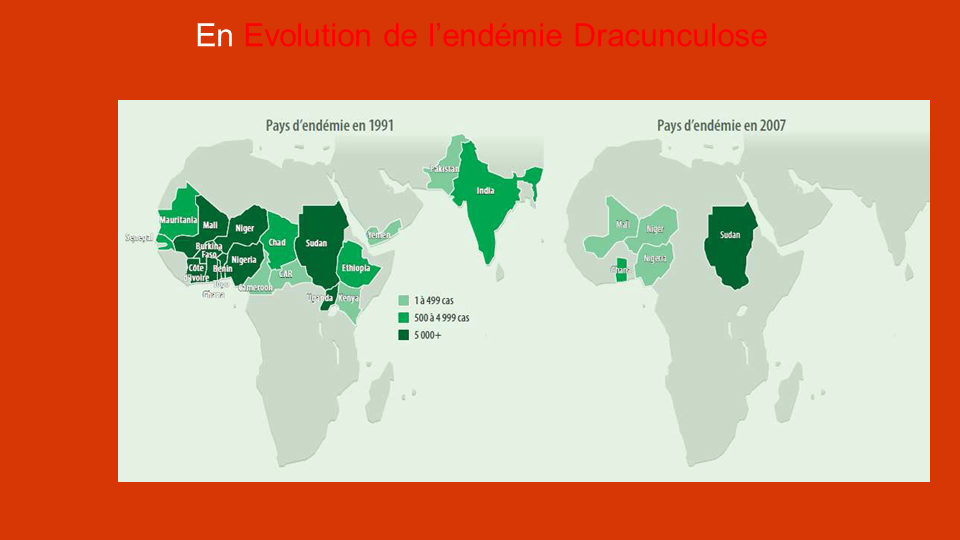 En Evolution de l’endémie Dracunculose
Pays d’endémie en 1991
Pakistan
India
Mauritania
Mali
Niger
Yemen
Senegal
Chad
Sudan
Burkina
Faso
Nigeria
Côte
d’Ivoire
Benin
CAR
Ethiopia
Togo
Cameroon
Ghana
Uganda
Kenya
1 à 499 cas
500 à 4 999 cas
5 000+
Pays d’endémie en 2007
Mali
Niger
Sudan
Nigeria
Ghana